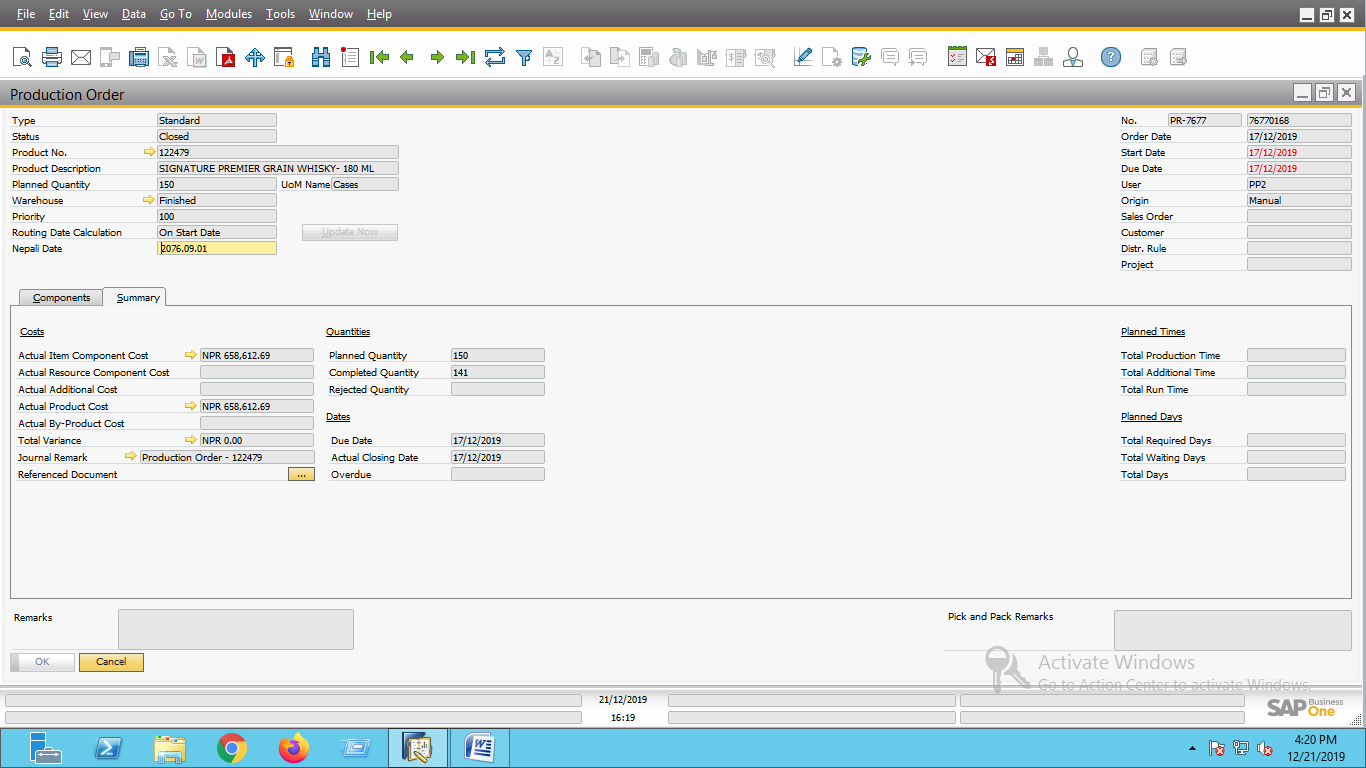 File Edit View Data Go To Modules Tools Window Help
Production Order
Type Standard
Status Closed
Product No. 122479
Product Description SIGNATURE PREMIER GRAIN WHISKY- 180 ML
Planned Quantity 150 UoM Name Cases
Warehouse Finished
Priority 100
Routing Date Calculation On Start Date Update Now
Nepali Date 2076.09.01
No. PR-7677 76770168
Order Date 17/12/2019
Start Date 17/12/2019
Due Date 17/12/2019
User PP2
Origin Manual
Sales Order
Customer
Distr. Rule
Project
Components Summary
Costs
Actual Item Component Cost NPR 658,612.69
Actual Resource Component Cost
Actual Additional Cost
Actual Product Cost NPR 658,612.69
Actual By-Product Cost
Total Variance NPR 0.00
Journal Remark Production Order - 122479
Referenced Document ...
Quantities
Planned Quantity 150
Completed Quantity 141
Rejected Quantity
Dates
Due Date 17/12/2019
Actual Closing Date 17/12/2019
Overdue
Planned Times
Total Production Time
Total Additional Time
Total Run Time
Planned Days
Total Required Days
Total Waiting Days
Total Days
Remarks
Pick and Pack Remarks
OK Cancel
Activate Windows
Go to Action Center to activate Windows.
21/12/2019
16:19
SAP Business One
4:20 PM
12/21/2019